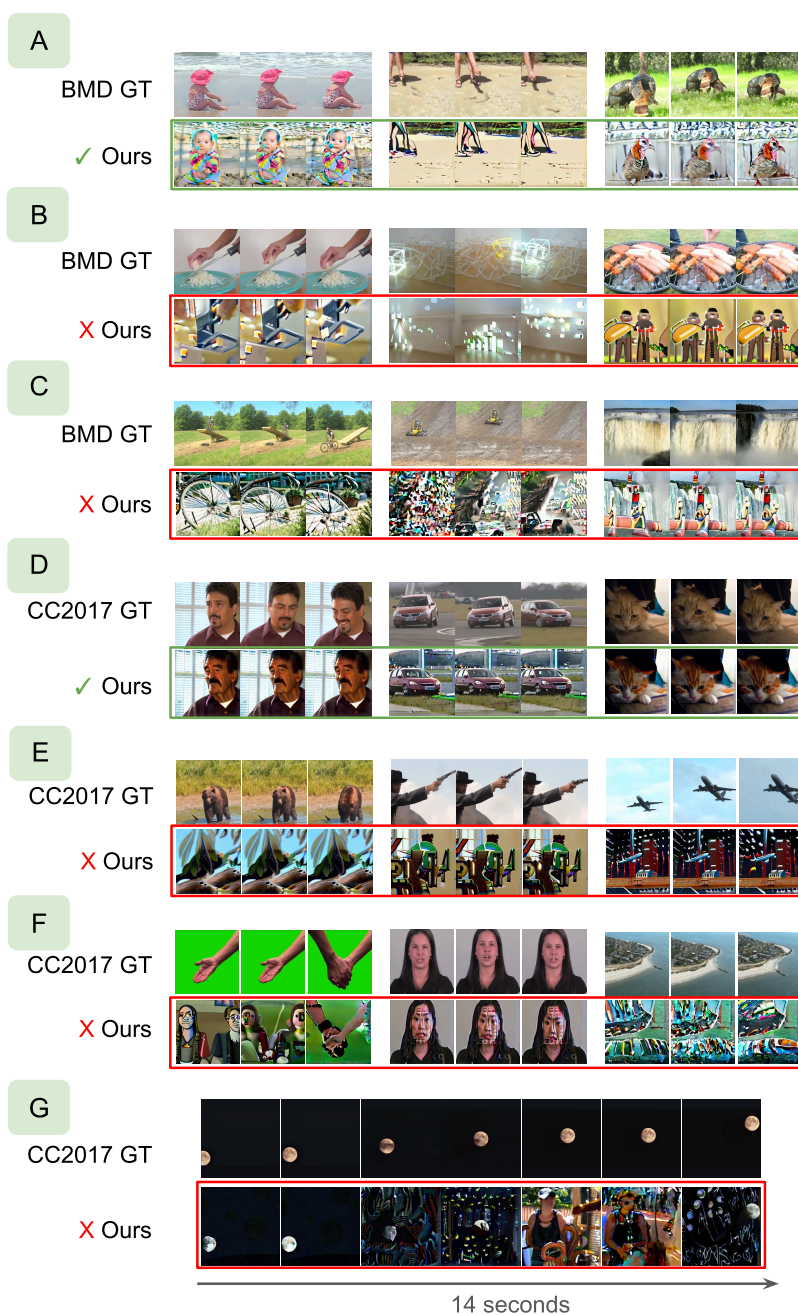 A
BMD GT
✓ Ours
B
BMD GT
X Ours
C
BMD GT
X Ours
D
CC2017 GT
✓ Ours
E
CC2017 GT
X Ours
F
CC2017 GT
X Ours
G
CC2017 GT
X Ours
14 seconds